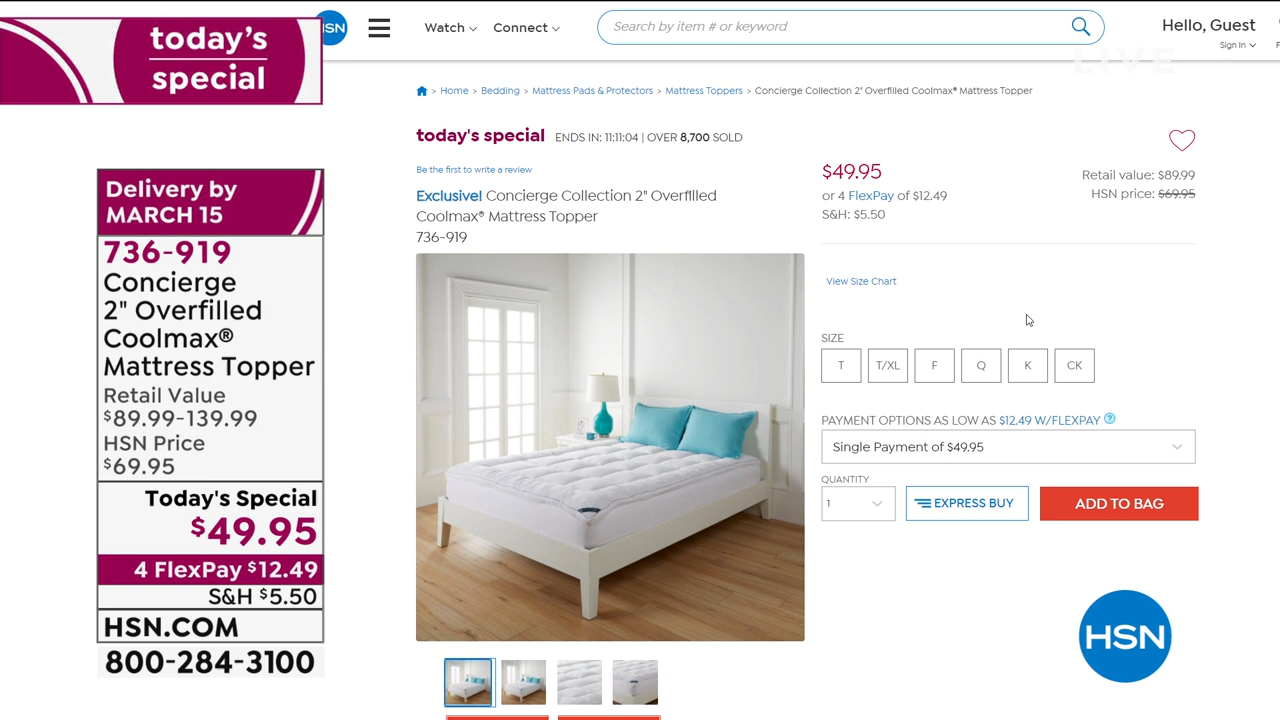 today's
special
HSN
Watch
Connect
Search by item # or keyword
Hello, Guest
Sign In
LIVE
Home > Bedding > Mattress Pads & Protectors > Mattress Toppers > Concierge Collection 2" Overfilled Coolmax® Mattress Topper
today's special ENDS IN: 11:11:04 | OVER 8,700 SOLD
Be the first to write a review
Exclusive! Concierge Collection 2" Overfilled
Coolmax® Mattress Topper
736-919
$49.95
or 4 FlexPay of $12.49
S&H: $5.50
Retail value: $89.99
HSN price: $69.95
View Size Chart
SIZE
T T/XL F Q K CK
PAYMENT OPTIONS AS LOW AS $12.49 W/FLEXPAY ?
Single Payment of $49.95
QUANTITY
1
EXPRESS BUY
ADD TO BAG
Delivery by
MARCH 15
736-919
Concierge
2" Overfilled
Coolmax®
Mattress Topper
Retail Value
$89.99-139.99
HSN Price
$69.95
Today's Special
$49.95
4 FlexPay $12.49
S&H $5.50
HSN.COM
800-284-3100
HSN